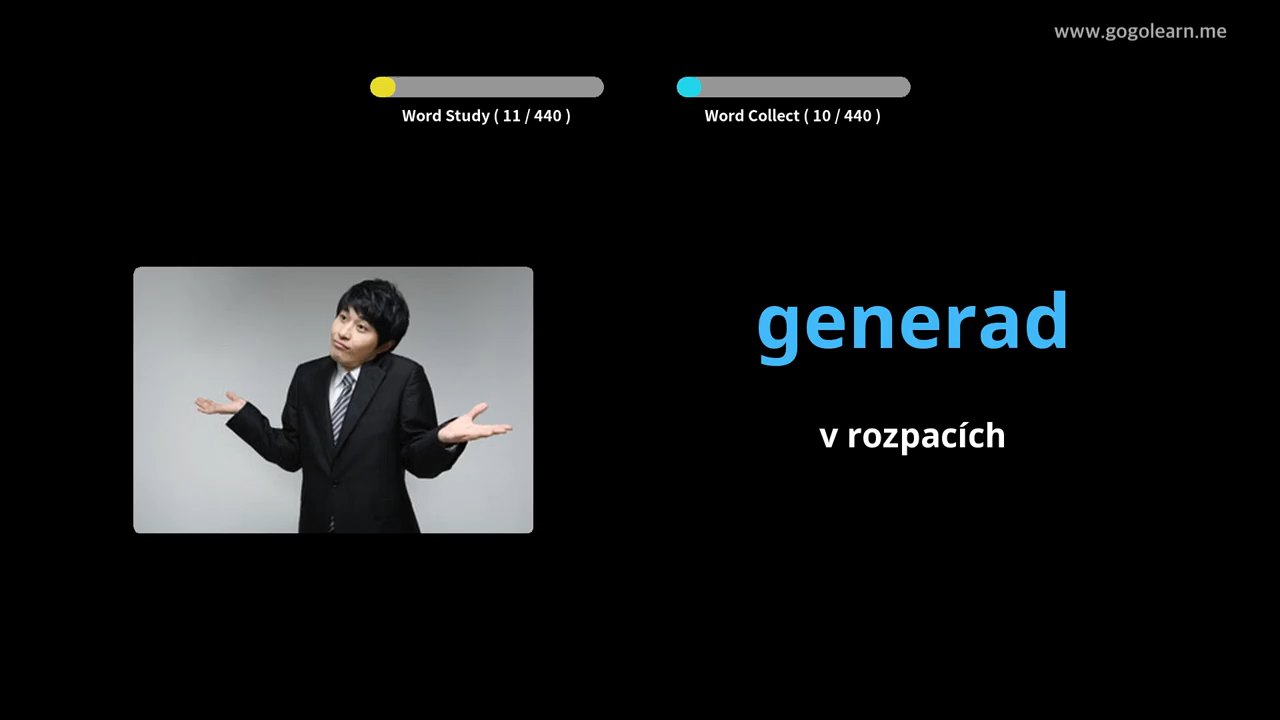 www.gogolearn.me
Word Study ( 11 / 440 )
Word Collect ( 10 / 440 )
generad
v rozpacích